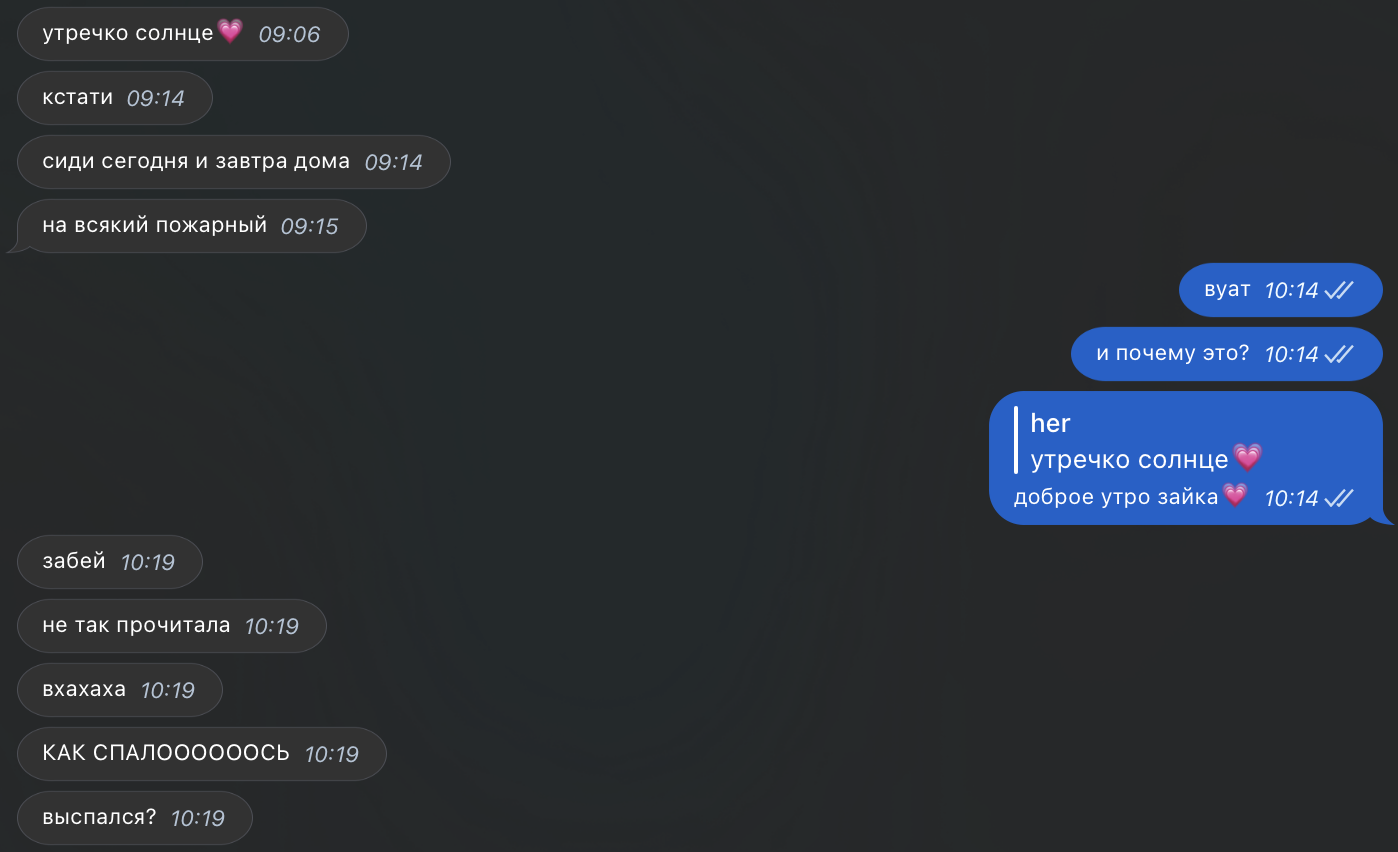 утречко солнце💗 09:06
кстати 09:14
сиди сегодня и завтра дома 09:14
на всякий пожарный 09:15
вуат 10:14
и почему это? 10:14
her
утречко солнце💗
доброе утро зайка💗 10:14
забей 10:19
не так прочитала 10:19
вхахаха 10:19
КАК СПАЛООООООСЬ 10:19
выспался? 10:19